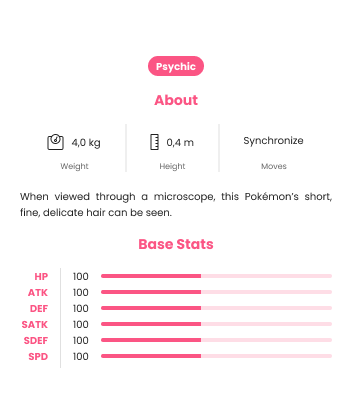 Psychic
About
4,0 kg
0,4 m
Synchronize
Weight
Height
Moves
When viewed through a microscope, this Pokémon's short,
fine, delicate hair can be seen.
Base Stats
HP 100
ATK 100
DEF 100
SATK 100
SDEF 100
SPD 100